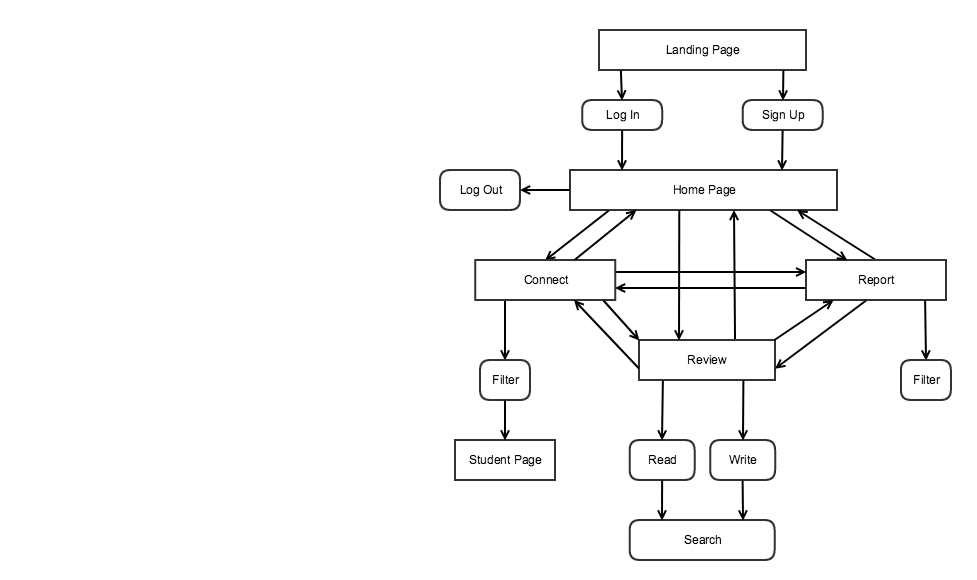 Landing Page
Log In
Sign Up
Log Out
Home Page
Connect
Report
Review
Filter
Filter
Student Page
Read
Write
Search